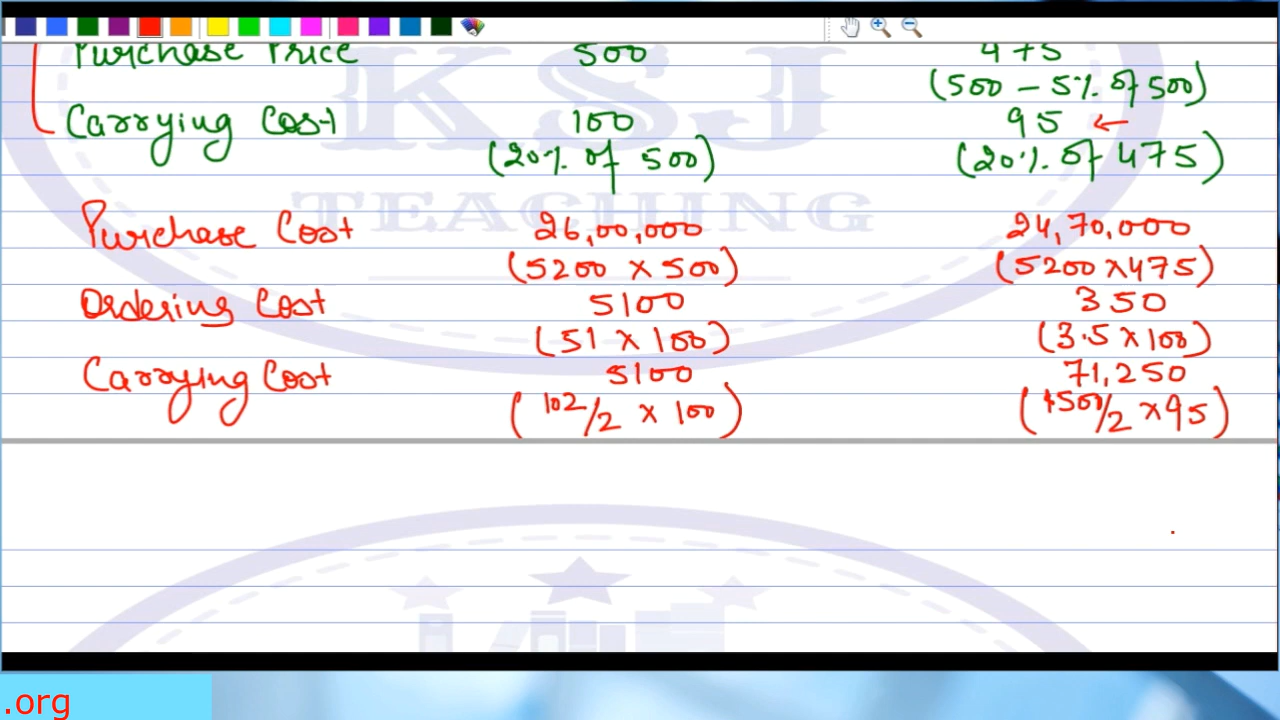 Purchase Price 500 475
(500 - 5% of 500)
Carrying Cost 100 95 ←
(20% of 500) (20% of 475)
KSJ
TEACHING
Purchase Cost 26,00,000 24,70,000
(5200 x 500) (5200 x 475)
Ordering Cost 5100 350
(51 x 100) (3.5 x 100)
Carrying Cost 5100 71,250
(102/2 x 100) (1500/2 x 95)
.org